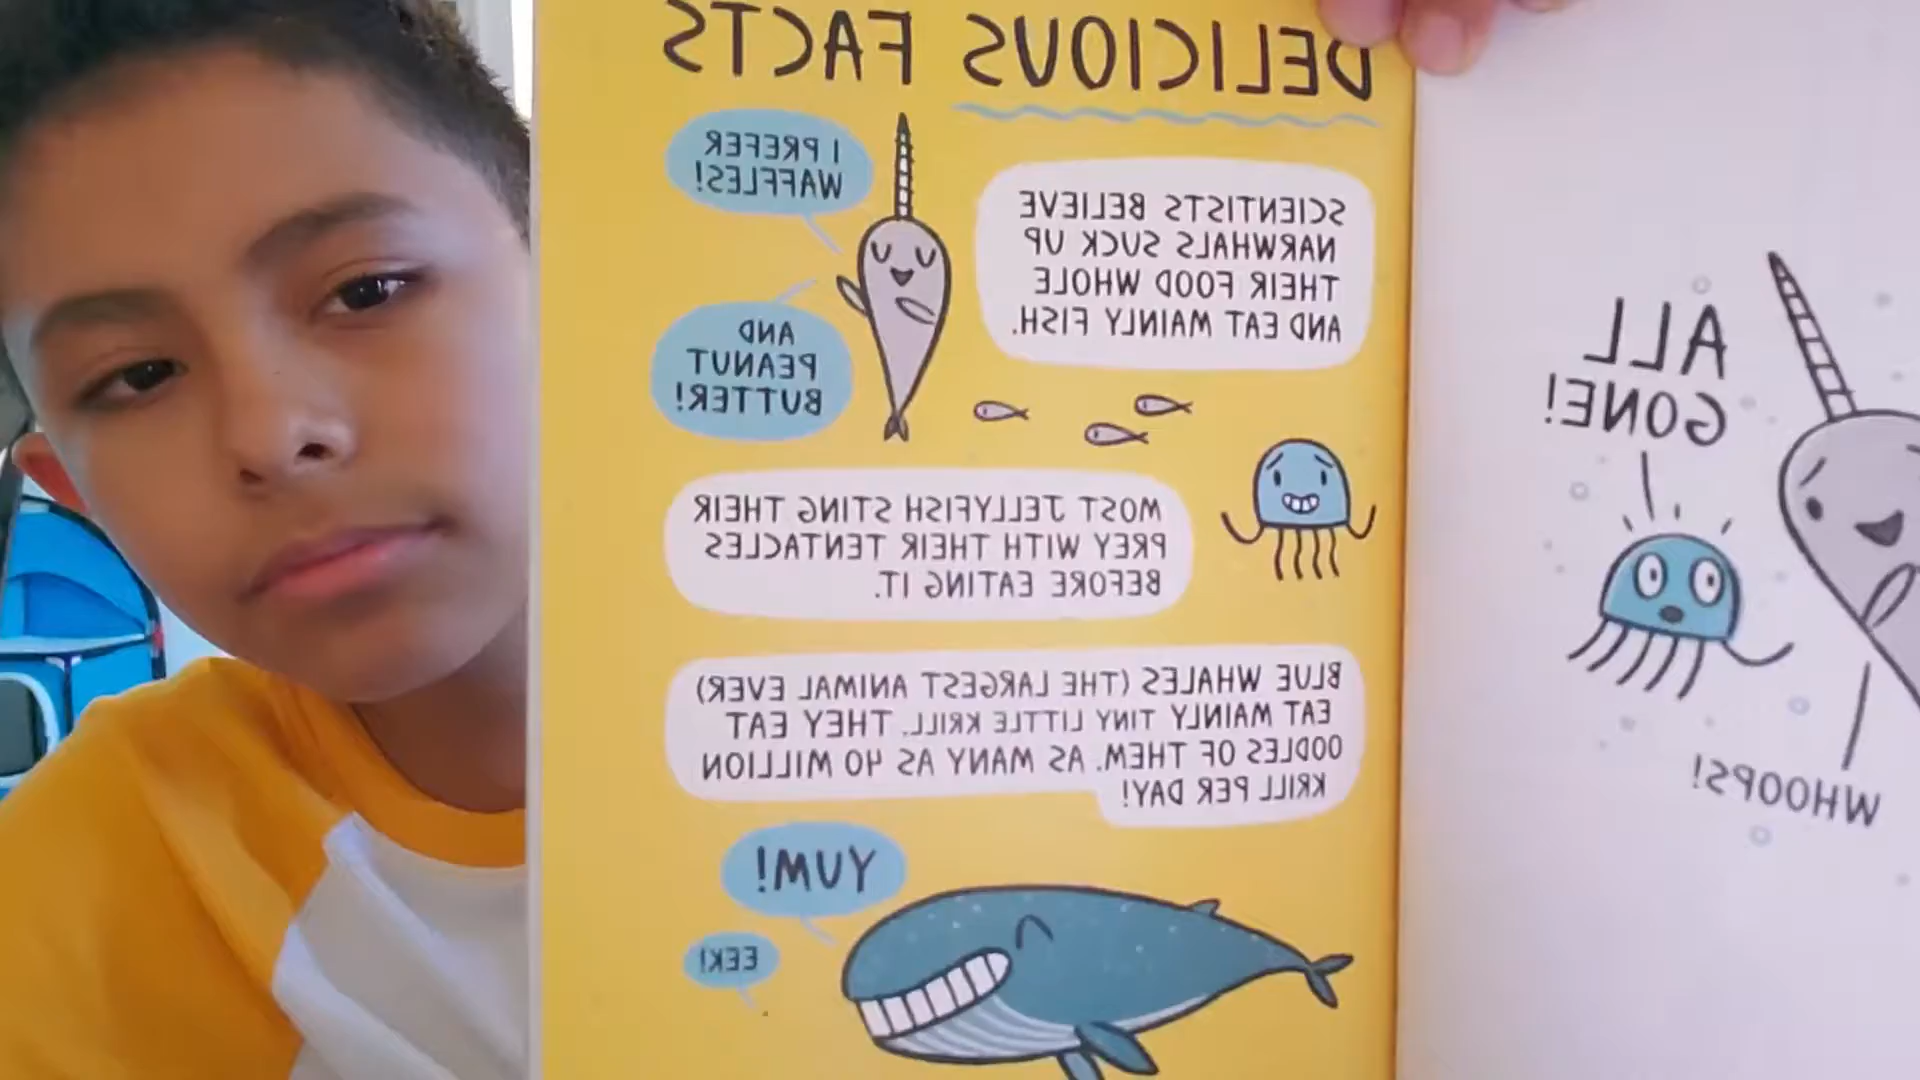 DELICIOUS FACTS
I PREFER
WAFFLES!
SCIENTISTS BELIEVE
NARWHALS SUCK UP
THEIR FOOD WHOLE
AND EAT MAINLY FISH.
AND
PEANUT
BUTTER!
MOST JELLYFISH STING THEIR
PREY WITH THEIR TENTACLES
BEFORE EATING IT.
BLUE WHALES (THE LARGEST ANIMAL EVER)
EAT MAINLY TINY LITTLE KRILL. THEY EAT
OODLES OF THEM. AS MANY AS 40 MILLION
KRILL PER DAY!
YUM!
EEK!
ALL
GONE!
WHOOPS!